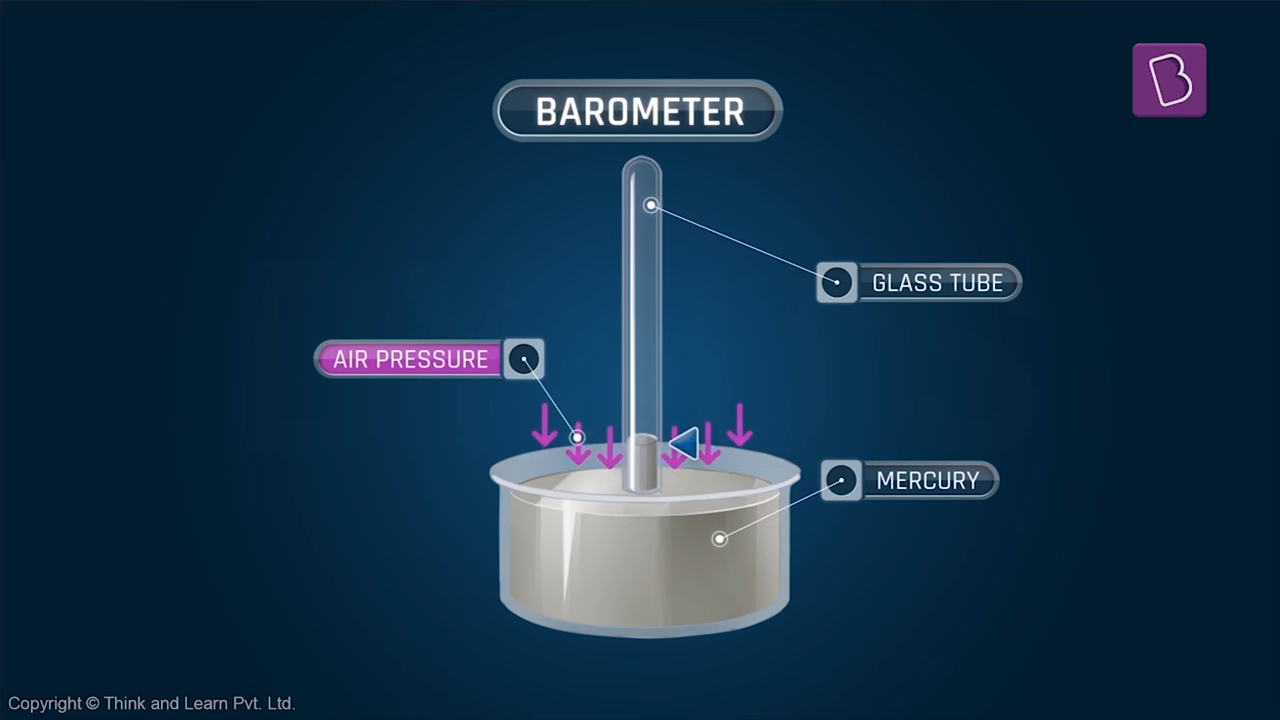 BAROMETER
GLASS TUBE
AIR PRESSURE
MERCURY
Copyright © Think and Learn Pvt. Ltd.